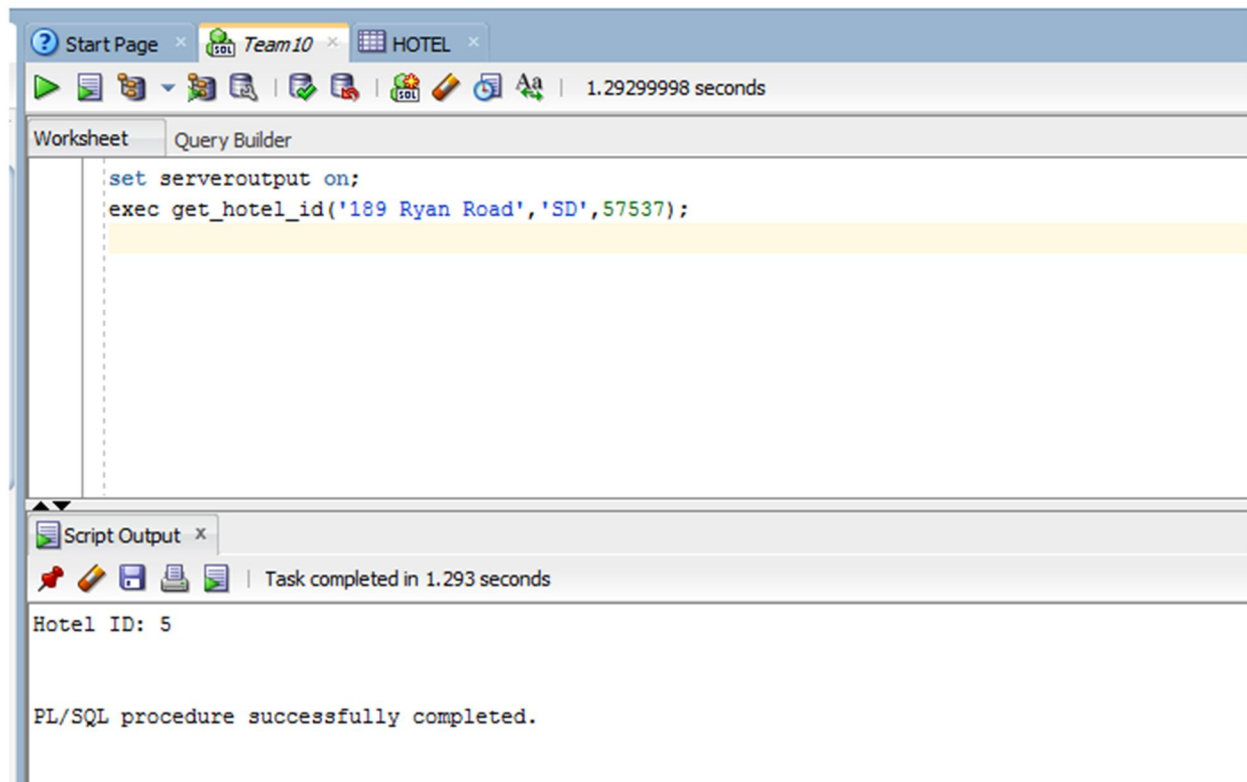 Start Page Team10 HOTEL
1.29299998 seconds
Worksheet Query Builder
set serveroutput on;
exec get_hotel_id('189 Ryan Road','SD',57537);
Script Output x
Task completed in 1.293 seconds
Hotel ID: 5
PL/SQL procedure successfully completed.